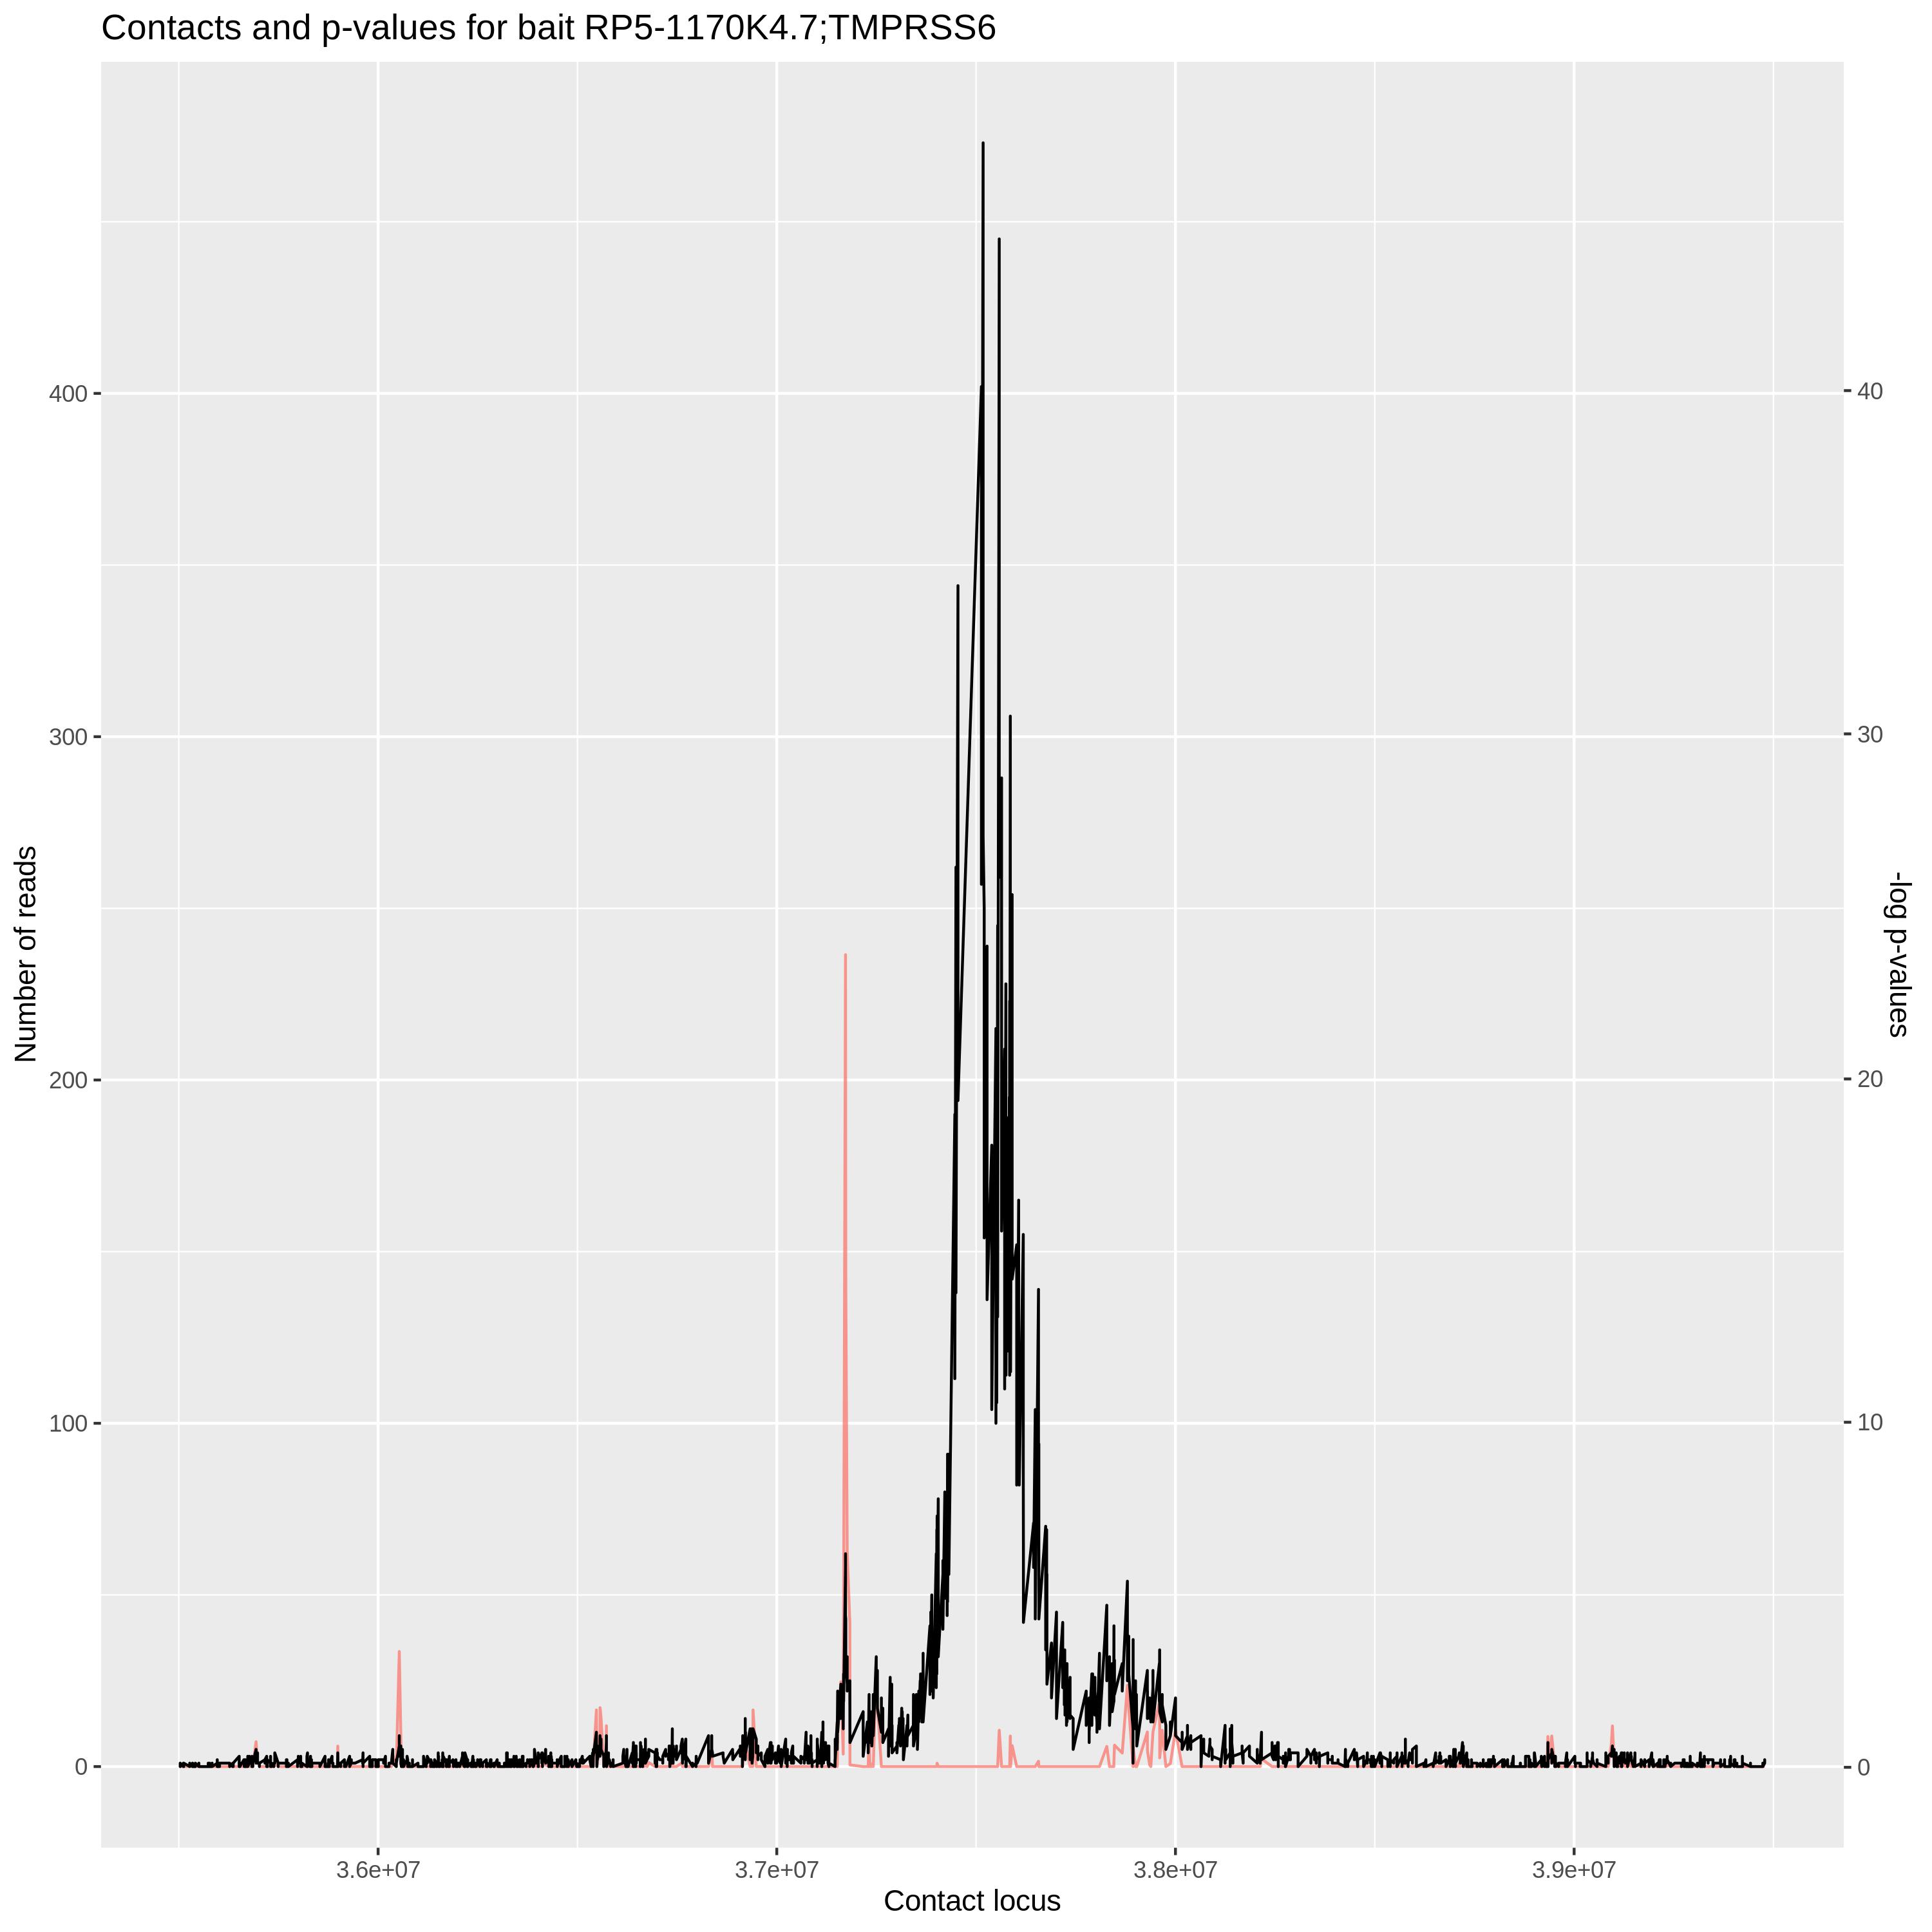 Contacts and p-values for bait RP5-1170K4.7;TMPRSS6
Number of reads
400
300
200
100
0
40
30
20
10
0
-log p-values
3.6e+07 3.7e+07 3.8e+07 3.9e+07
Contact locus